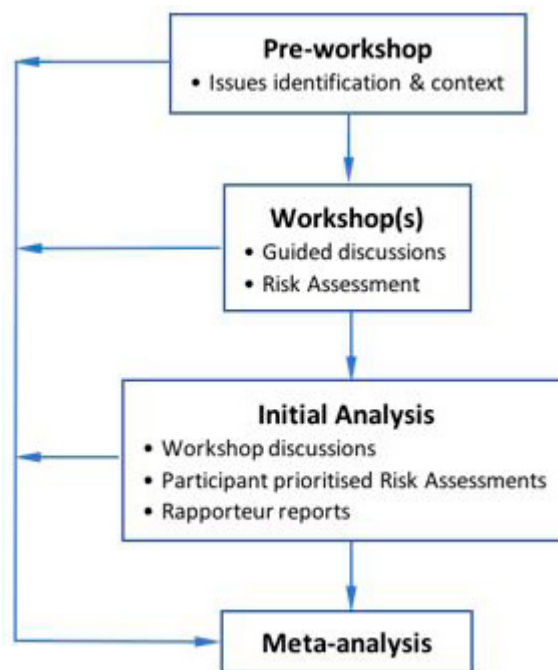 Pre-workshop
• Issues identification & context
Workshop(s)
• Guided discussions
• Risk Assessment
Initial Analysis
• Workshop discussions
• Participant prioritised Risk Assessments
• Rapporteur reports
Meta-analysis